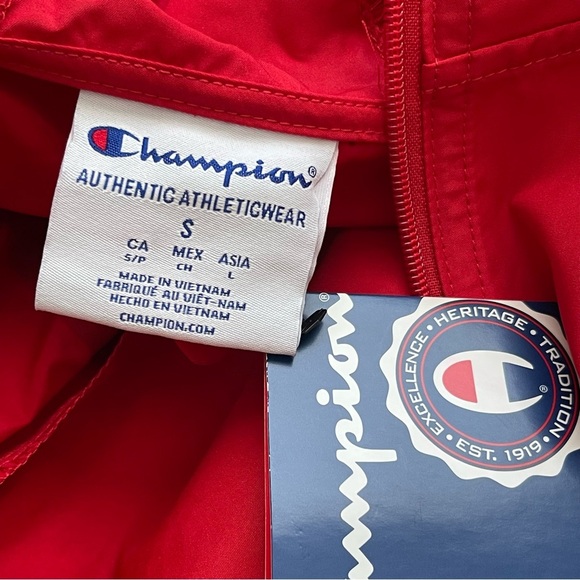 Champion®
AUTHENTIC ATHLETICWEAR
S
CA MEX ASIA
S/P CH L
MADE IN VIETNAM
FABRIQUÉ AU VIÊT-NAM
HECHO EN VIETNAM
CHAMPION.COM
ampion®
EXCELLENCE • HERITAGE • TRADITION
• EST. 1919 •
®